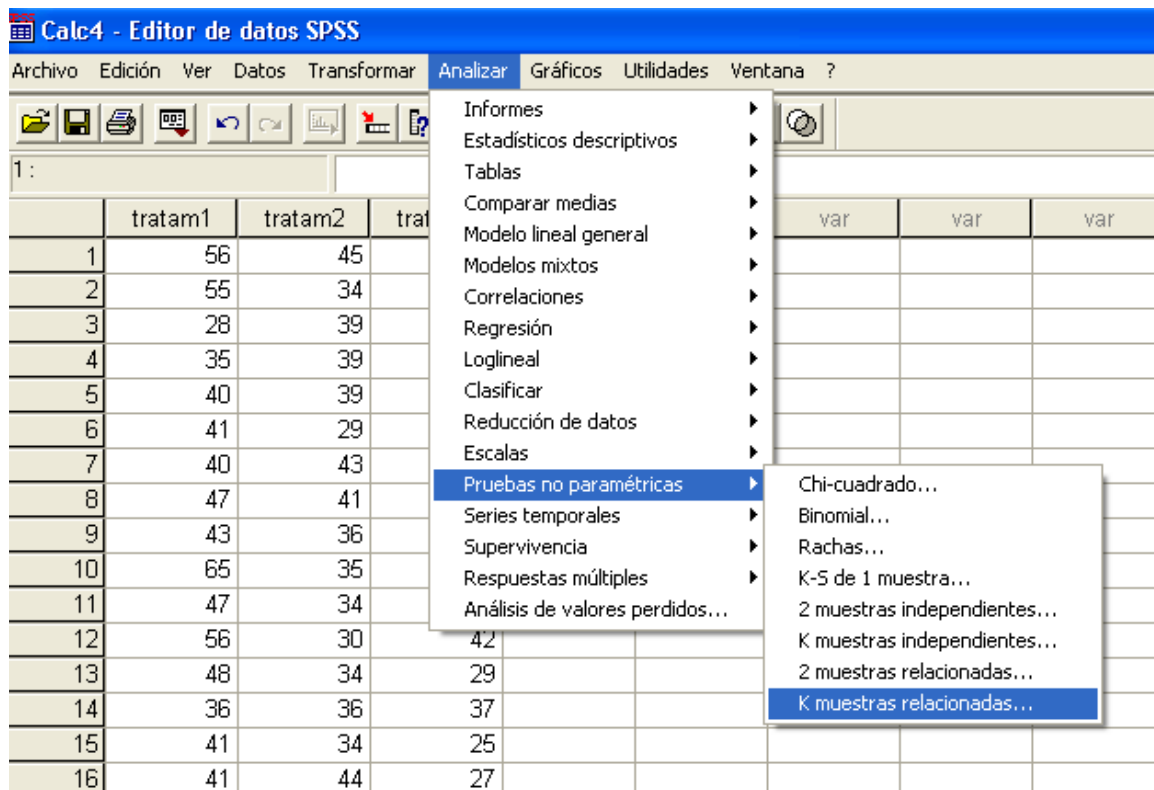 Calc4 - Editor de datos SPSS
Archivo Edición Ver Datos Transformar Analizar Gráficos Utilidades Ventana ?
1 :
tratam1 tratam2 trat var var var
1 56 45
2 55 34
3 28 39
4 35 39
5 40 39
6 41 29
7 40 43
8 47 41
9 43 36
10 65 35
11 47 34
12 56 30 42
13 48 34 29
14 36 36 37
15 41 34 25
16 41 44 27
Informes
Estadísticos descriptivos
Tablas
Comparar medias
Modelo lineal general
Modelos mixtos
Correlaciones
Regresión
Loglineal
Clasificar
Reducción de datos
Escalas
Pruebas no paramétricas
Series temporales
Supervivencia
Respuestas múltiples
Análisis de valores perdidos...
Chi-cuadrado...
Binomial...
Rachas...
K-S de 1 muestra...
2 muestras independientes...
K muestras independientes...
2 muestras relacionadas...
K muestras relacionadas...